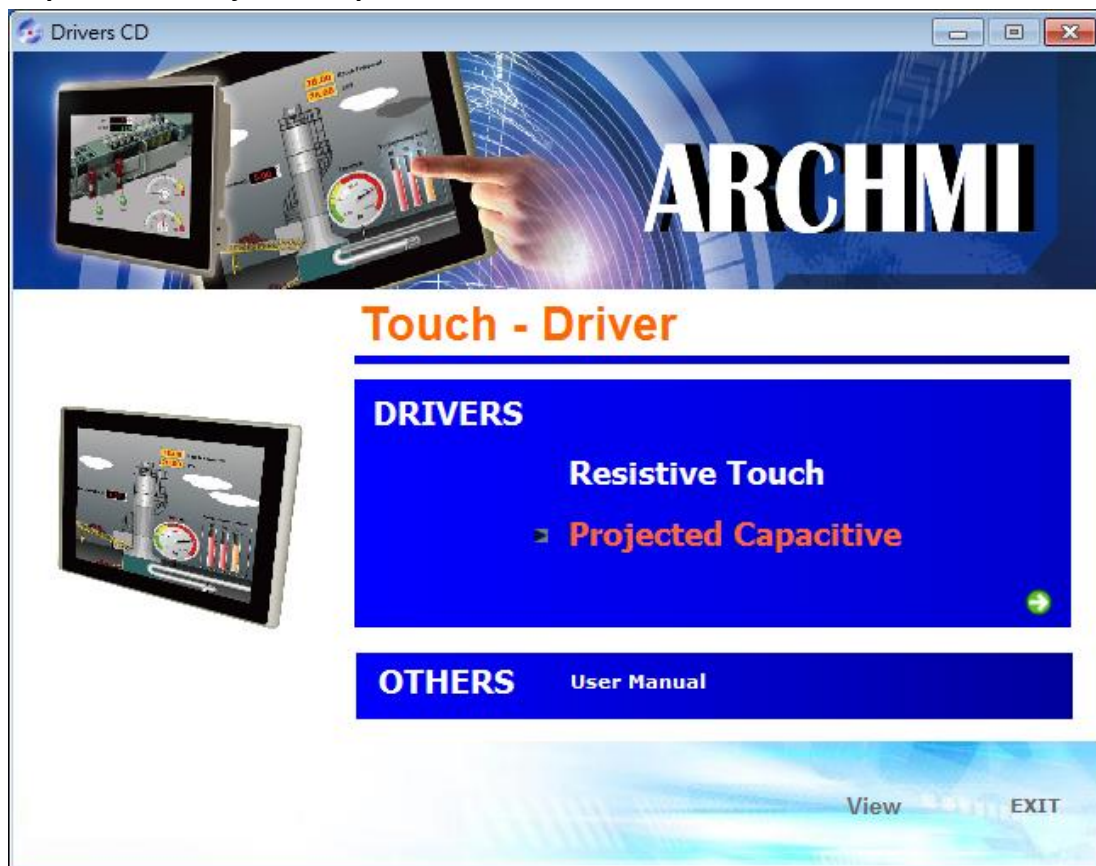 Drivers CD
ARCHMI
Touch - Driver
DRIVERS
Resistive Touch
Projected Capacitive
OTHERS User Manual
View EXIT